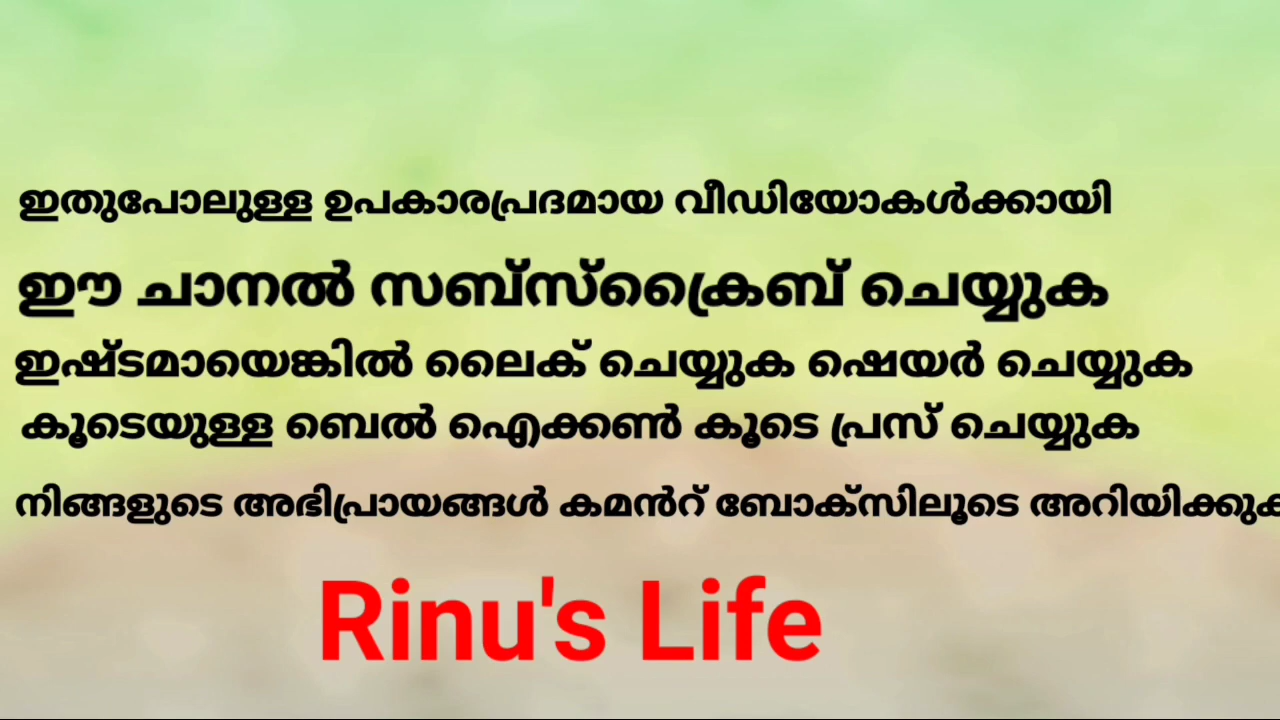 ഇതുപോലുള്ള ഉപകാരപ്രദമായ വീഡിയോകൾക്കായി
ഈ ചാനൽ സബ്സ്ക്രൈബ് ചെയ്യുക
ഇഷ്ടമായെങ്കിൽ ലൈക് ചെയ്യുക ഷെയർ ചെയ്യുക
കൂടെയുള്ള ബെൽ ഐക്കൺ കൂടെ പ്രസ് ചെയ്യുക
നിങ്ങളുടെ അഭിപ്രായങ്ങൾ കമൻറ് ബോക്സിലൂടെ അറിയിക്കുക
Rinu's Life